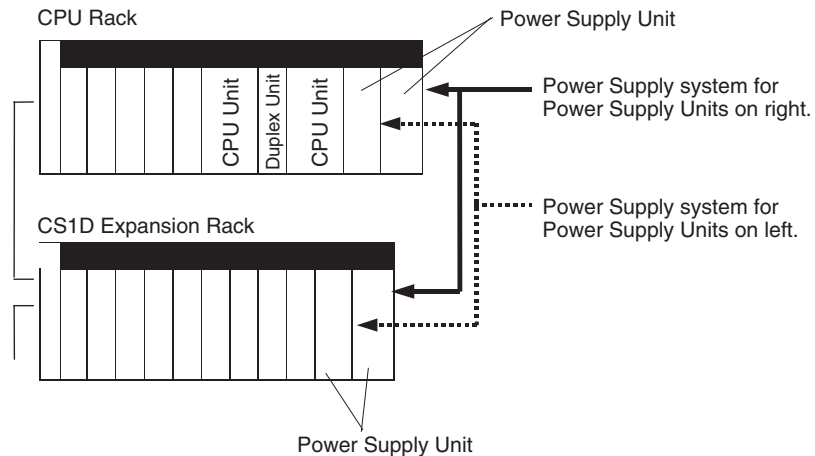 CPU Rack
Power Supply Unit
CPU Unit
Duplex Unit
CPU Unit
Power Supply system for
Power Supply Units on right.
Power Supply system for
Power Supply Units on left.
CS1D Expansion Rack
Power Supply Unit